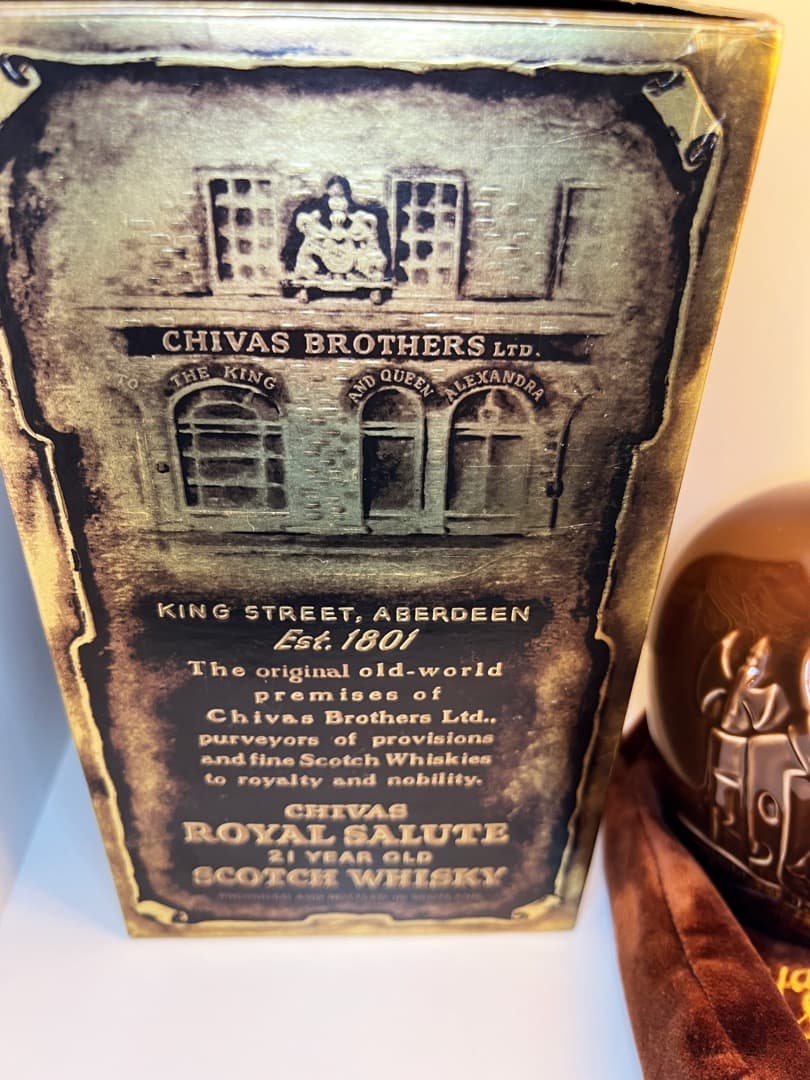 CHIVAS BROTHERS LTD.
TO THE KING AND QUEEN ALEXANDRA
KING STREET, ABERDEEN
Est. 1801
The original old-world
premises of
Chivas Brothers Ltd.,
purveyors of provisions
and fine Scotch Whiskies
to royalty and nobility.
CHIVAS
ROYAL SALUTE
21 YEAR OLD
SCOTCH WHISKY